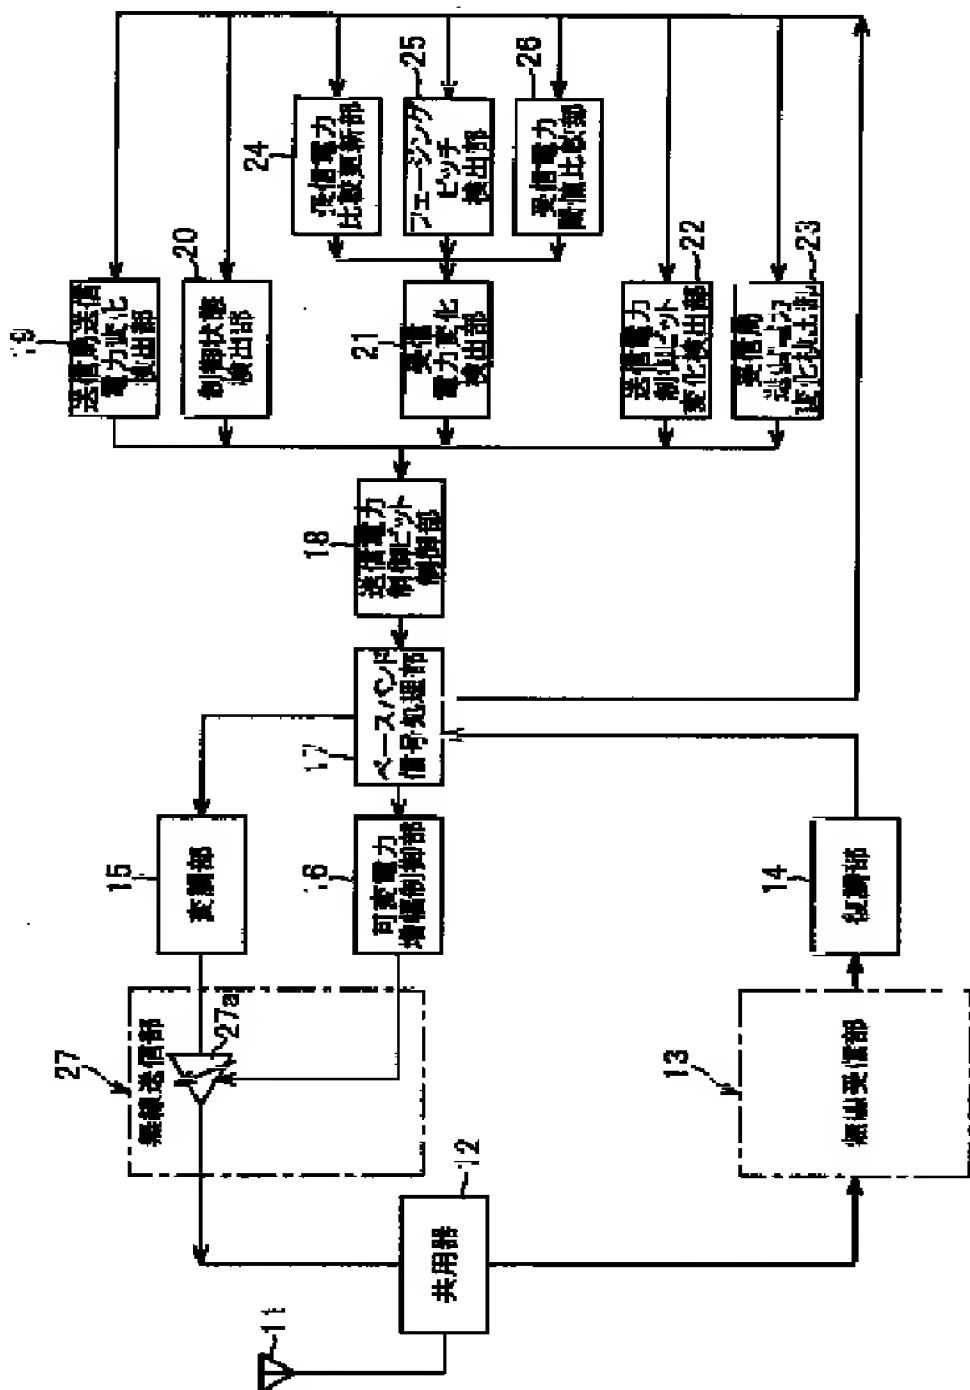 11
共用器
12
27
無線送信部
27a
変調部
15
可変電力
増幅制御部
16
ベースバンド
信号処理部
17
送信電力
制御ビット
制御部
18
送信局送信
電力変化
検出部
19
制御状態
検出部
20
受信
電力変化
検出部
21
受信電力
比較更新部
24
フェージング
ピッチ
検出部
25
受信電力
閾値比較部
26
送信電力
制御ビット
変化検出部
22
受信局
23
13
無線受信部
復調部
14